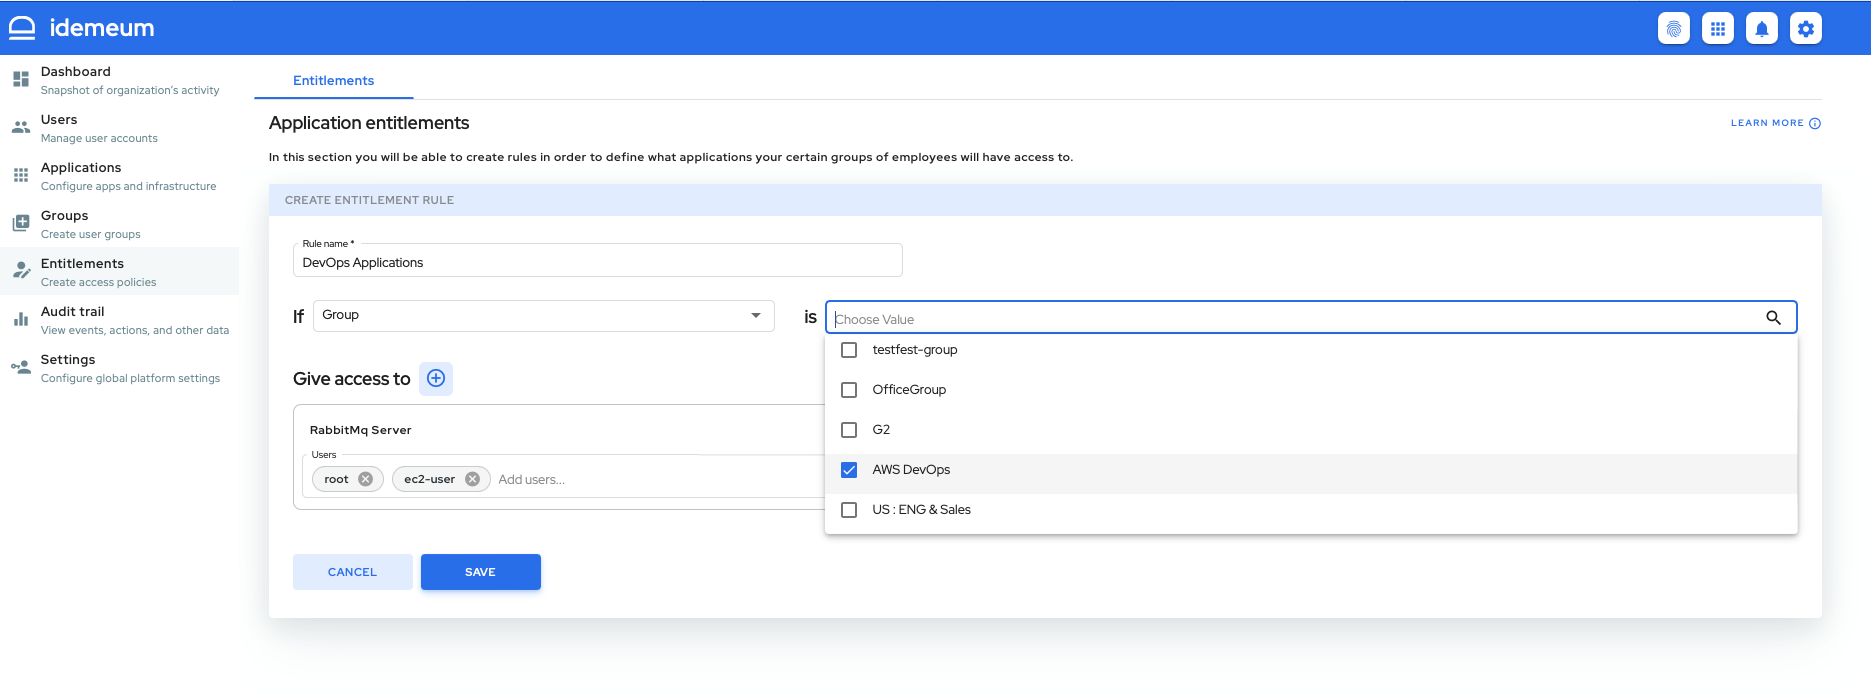 idemeum
Dashboard
Snapshot of organization's activity
Users
Manage user accounts
Applications
Configure apps and infrastructure
Groups
Create user groups
Entitlements
Create access policies
Audit trail
View events, actions, and other data
Settings
Configure global platform settings
Entitlements
Application entitlements
LEARN MORE
In this section you will be able to create rules in order to define what applications your certain groups of employees will have access to.
CREATE ENTITLEMENT RULE
Rule name *
DevOps Applications
If Group is Choose Value
testfest-group
OfficeGroup
G2
AWS DevOps
US : ENG & Sales
Give access to
RabbitMq Server
Users
root ec2-user Add users...
CANCEL SAVE